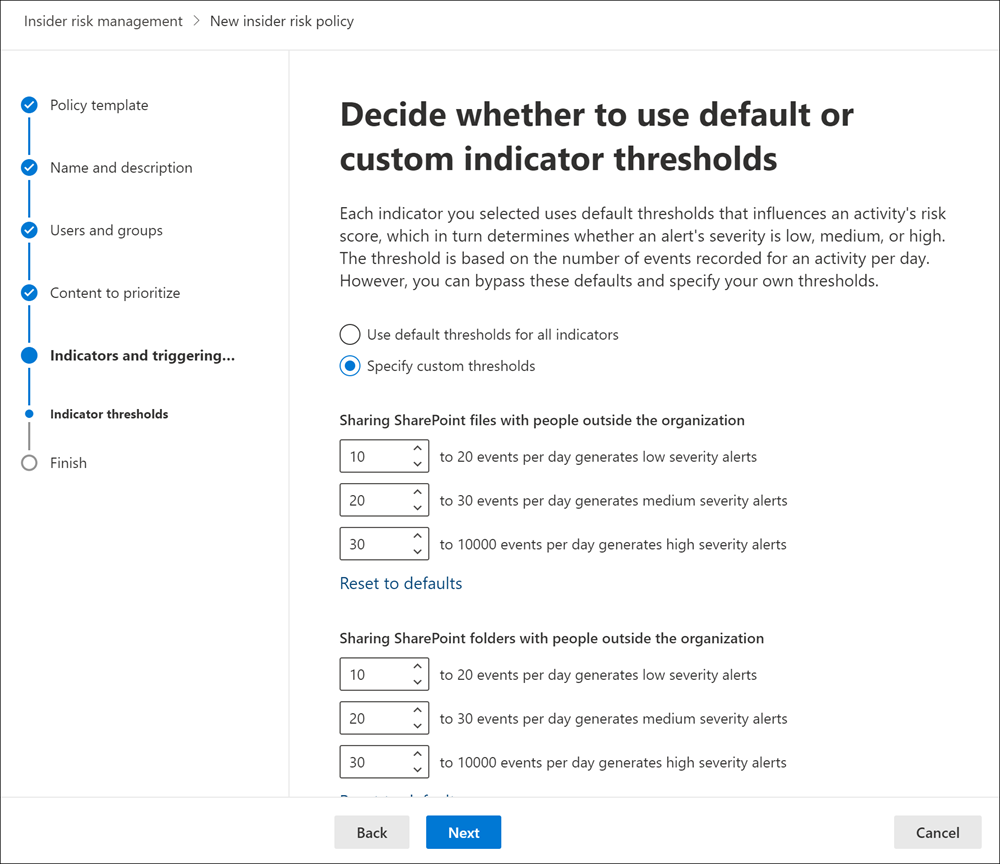 Insider risk management > New insider risk policy
Policy template
Name and description
Users and groups
Content to prioritize
Indicators and triggering...
Indicator thresholds
Finish
Decide whether to use default or
custom indicator thresholds
Each indicator you selected uses default thresholds that influences an activity's risk
score, which in turn determines whether an alert's severity is low, medium, or high.
The threshold is based on the number of events recorded for an activity per day.
However, you can bypass these defaults and specify your own thresholds.
Use default thresholds for all indicators
Specify custom thresholds
Sharing SharePoint files with people outside the organization
10 to 20 events per day generates low severity alerts
20 to 30 events per day generates medium severity alerts
30 to 10000 events per day generates high severity alerts
Reset to defaults
Sharing SharePoint folders with people outside the organization
10 to 20 events per day generates low severity alerts
20 to 30 events per day generates medium severity alerts
30 to 10000 events per day generates high severity alerts
Back Next Cancel